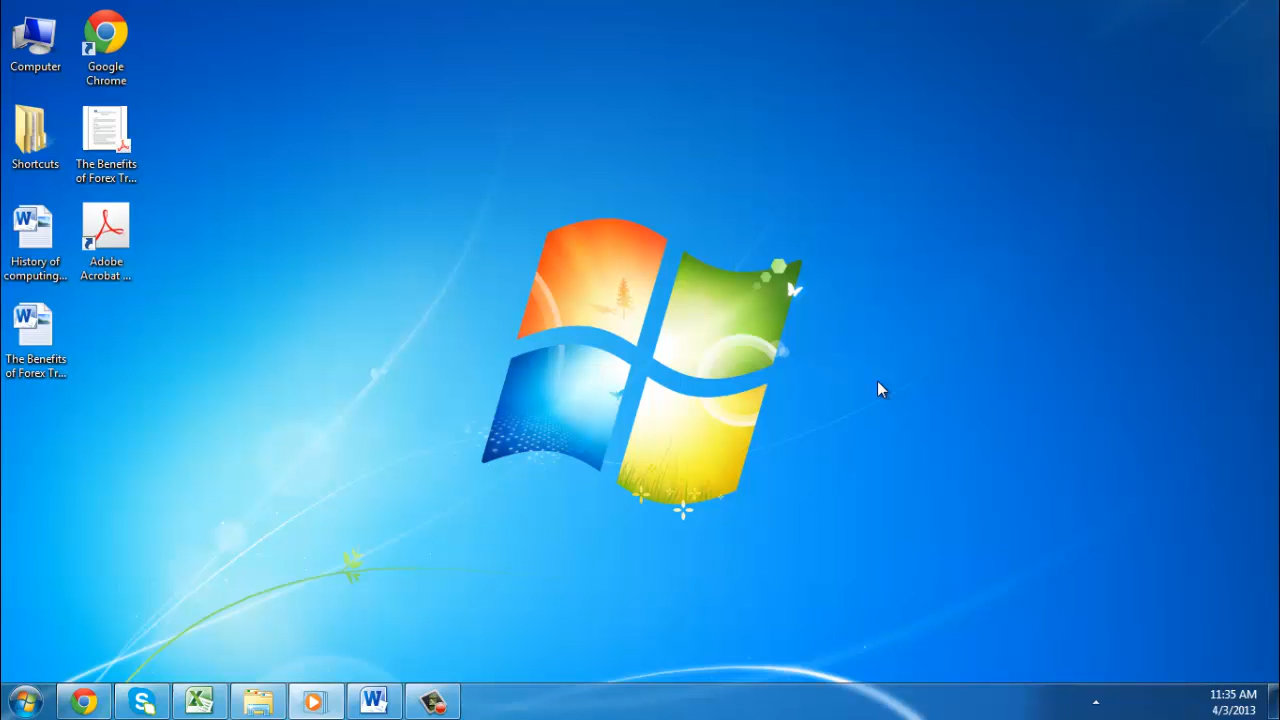 Computer
Google
Chrome
Shortcuts
The Benefits
of Forex Tr...
History of
computing...
Adobe
Acrobat ...
The Benefits
of Forex Tr...
11:35 AM
4/3/2013